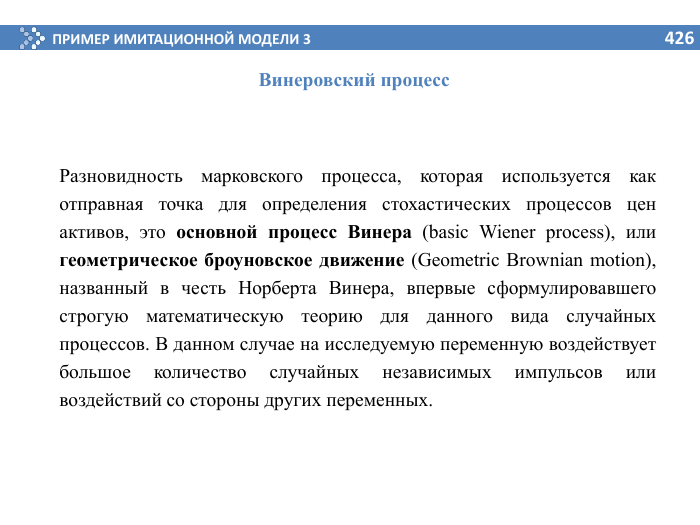 ПРИМЕР ИМИТАЦИОННОЙ МОДЕЛИ 3
426
Винеровский процесс
Разновидность марковского процесса, которая используется как
отправная точка для определения стохастических процессов цен
активов, это основной процесс Винера (basic Wiener process), или
геометрическое броуновское движение (Geometric Brownian motion),
названный в честь Норберта Винера, впервые сформулировавшего
строгую математическую теорию для данного вида случайных
процессов. В данном случае на исследуемую переменную воздействует
большое количество случайных независимых импульсов или
воздействий со стороны других переменных.